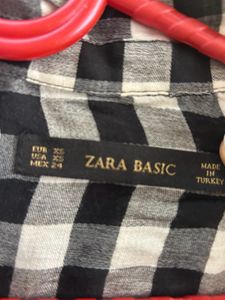 EUR XS
USA XS
MEX 24
ZARA BASIC
MADE IN
TURKEY